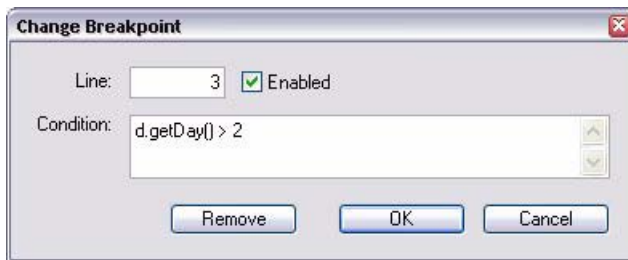 Change Breakpoint
Line: 3 Enabled
Condition: d.getDay() > 2
Remove OK Cancel